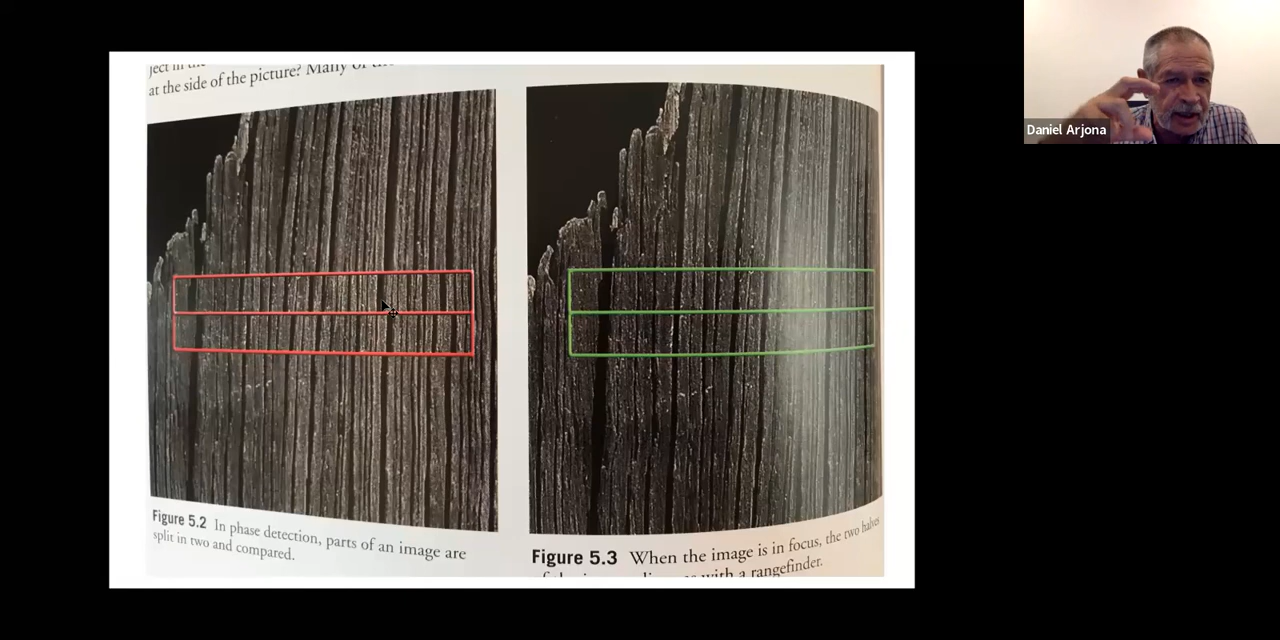 at the side of the picture? Many of
Figure 5.2 In phase detection, parts of an image are
split in two and compared.
Figure 5.3 When the image is in focus, the two halves
with a rangefinder.
Daniel Arjona